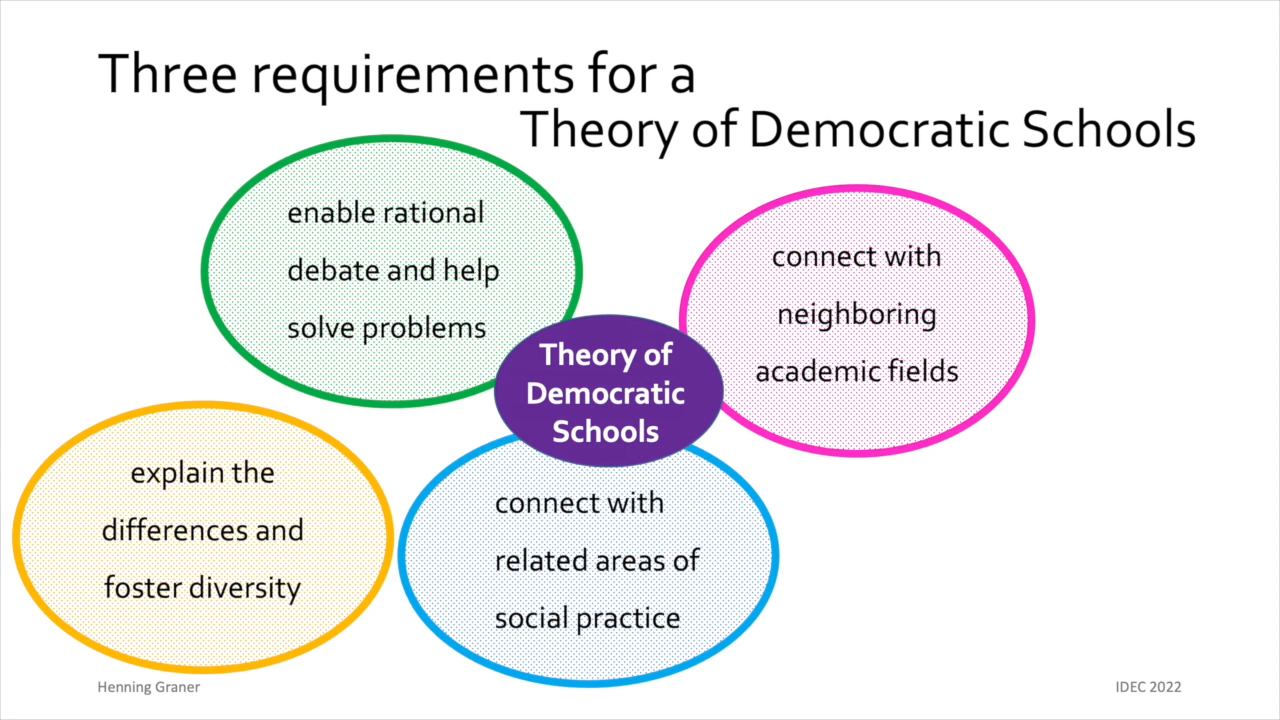 Three requirements for a
Theory of Democratic Schools
enable rational
debate and help
solve problems
connect with
neighboring
academic fields
Theory of
Democratic
Schools
explain the
differences and
foster diversity
connect with
related areas of
social practice
Henning Graner
IDEC 2022